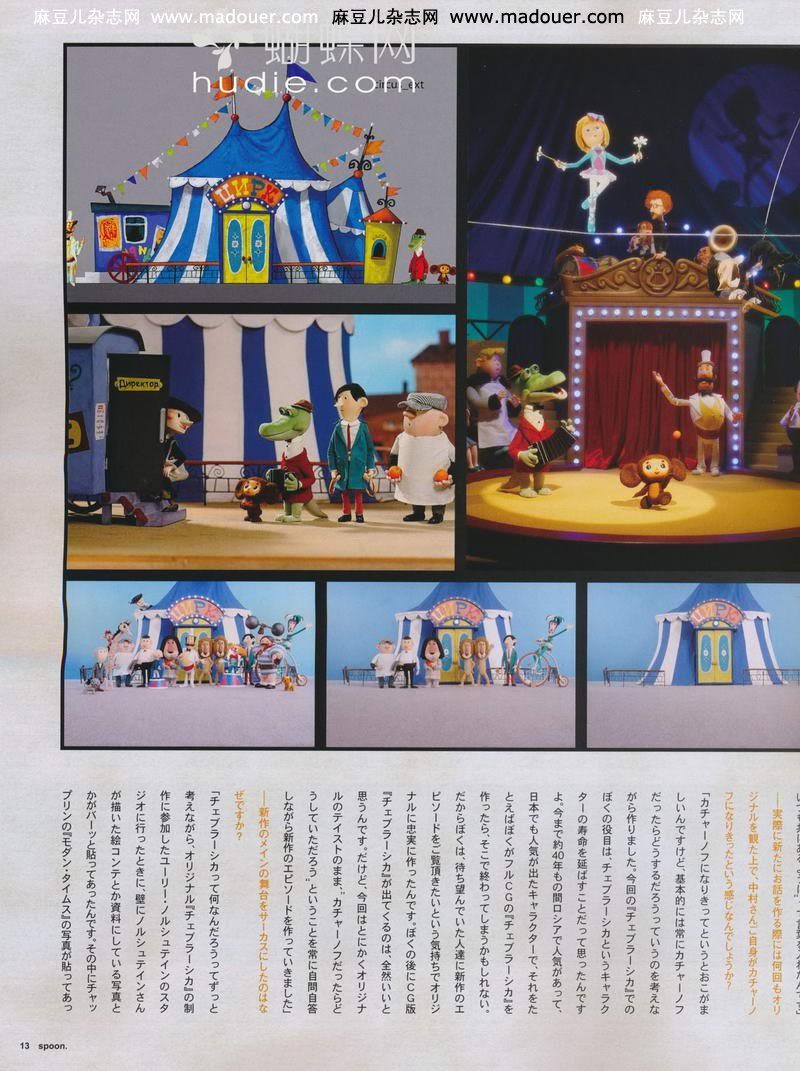 麻豆儿杂志网 www.madouer.com 麻豆儿杂志网 www.madouer.com 麻豆儿杂志网 www.madouer.com
蝴蝶网
hudie.com
circus_ext
ЦИРК
Директор
ЦИРК
ЦИРК
ЦИРК
―実際に新たにお話を作る際には何回もオリ
ジナルを観た上で、中村さんご自身がカチャーノ
フになりきったという感じなんでしょうか？
「カチャーノフになりきってというとおこがま
しいんですけど、基本的には常にカチャーノフ
だったらどうするだろうっていうのを考えな
がら作りました。今回の『チェブラーシカ』での
ぼくの役目は、チェブラーシカというキャラク
ターの寿命を延ばすことだって思ったんです
よ。今まで約40年もの間ロシアで人気があって、
日本でも人気が出たキャラクターで、それをた
とえばぼくがフルCGの『チェブラーシカ』を
作ったら、そこで終わってしまうかもしれない。
だからぼくは、待ち望んでいた人達に新作のエ
ピソードをご覧頂きたいという気持ちでオリジ
ナルに忠実に作ったんです。ぼくの後にCG版
『チェブラーシカ』が出てくるのは、全然いいと
思うんです。だけど、今回はとにかくオリジナ
ルのテイストのまま、“カチャーノフだったらど
うしていただろう”ということを常に自問自答
しながら新作のエピソードを作っていきました」
―新作のメインの舞台をサーカスにしたのはな
ぜですか？
「チェブラーシカって何なんだろうってずっと
考えながら、オリジナル『チェブラーシカ』の制
作に参加したユーリー・ノルシュテインのスタ
ジオに行ったときに、壁にノルシュテインさん
が描いた絵コンテとか資料にしている写真と
かがバーッと貼ってあったんです。その中にチャッ
プリンの『モダン・タイムス』の写真が貼ってあっ
13 spoon.